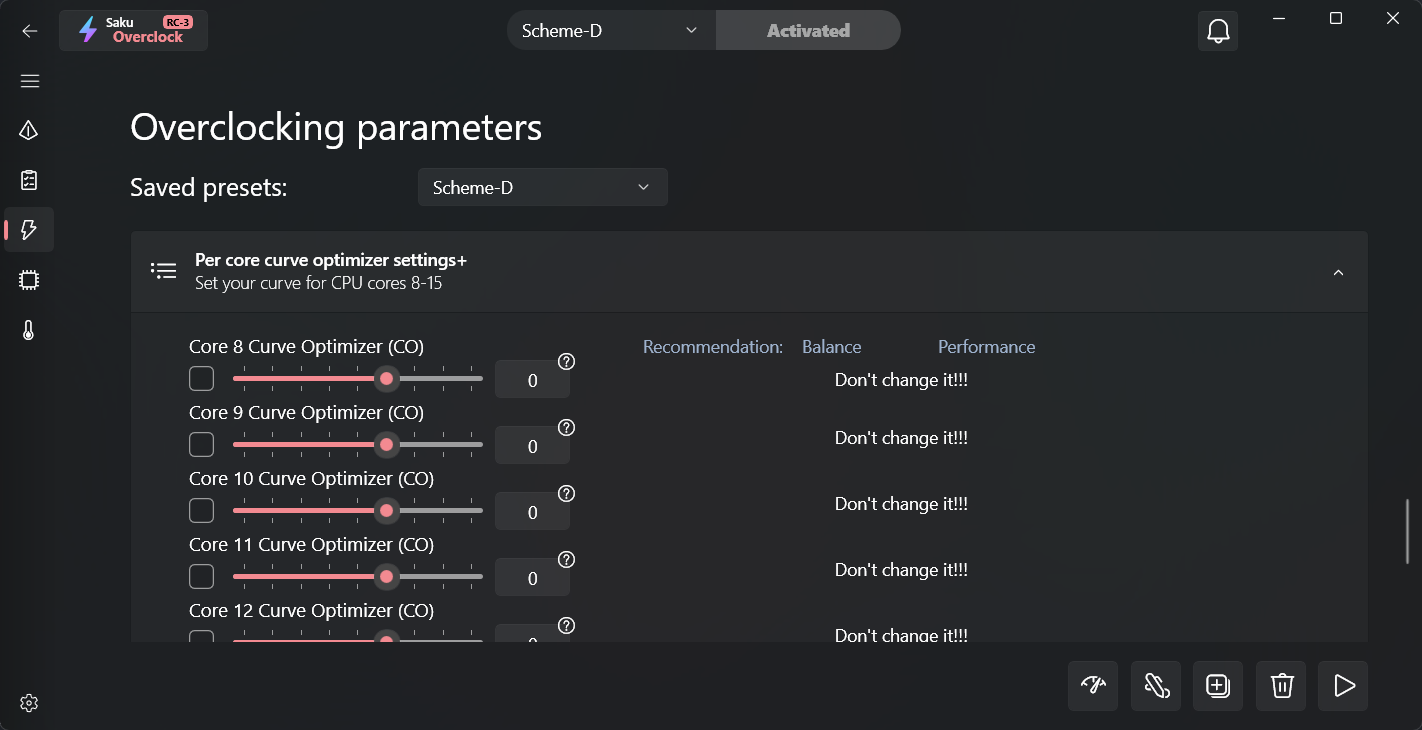 Saku RC-3
Overclock
Scheme-D
Activated
Overclocking parameters
Saved presets:
Scheme-D
Per core curve optimizer settings+
Set your curve for CPU cores 8-15
Core 8 Curve Optimizer (CO)
Recommendation: Balance Performance
0
Don't change it!!!
Core 9 Curve Optimizer (CO)
0
Don't change it!!!
Core 10 Curve Optimizer (CO)
0
Don't change it!!!
Core 11 Curve Optimizer (CO)
0
Don't change it!!!
Core 12 Curve Optimizer (CO)
0
Don't change it!!!